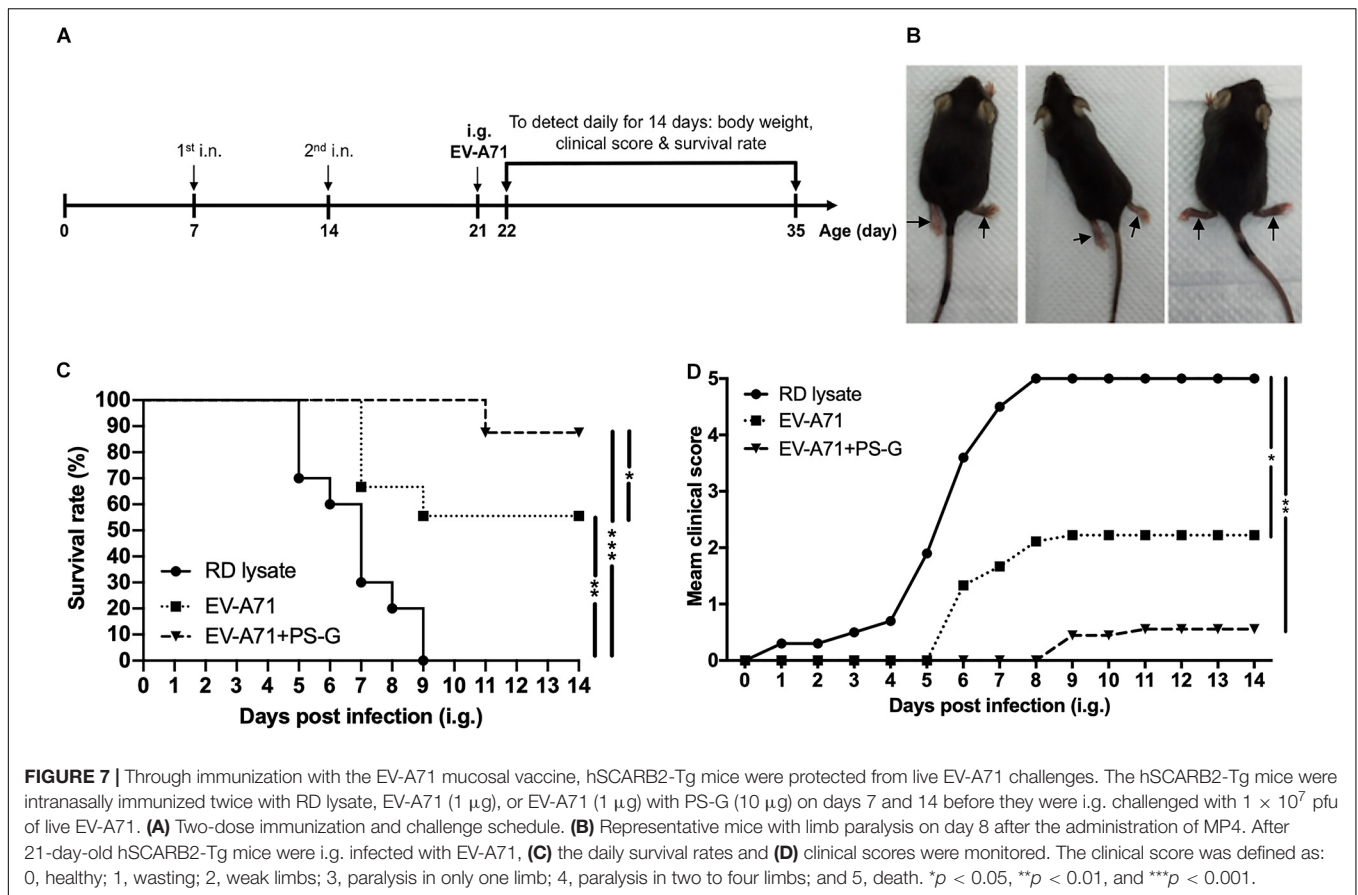 A
1st i.n.
2nd i.n.
i.g.
EV-A71
To detect daily for 14 days: body weight,
clinical score & survival rate
0
7
14
21
22
35
Age (day)
B
C
Survival rate (%)
100
90
80
70
60
50
40
30
20
10
0
RD lysate
EV-A71
EV-A71+PS-G
0 1 2 3 4 5 6 7 8 9 10 11 12 13 14
Days post infection (i.g.)
**
***
*
D
Meam clinical score
5
4
3
2
1
0
RD lysate
EV-A71
EV-A71+PS-G
0 1 2 3 4 5 6 7 8 9 10 11 12 13 14
Days post infection (i.g.)
*
**
FIGURE 7 | Through immunization with the EV-A71 mucosal vaccine, hSCARB2-Tg mice were protected from live EV-A71 challenges. The hSCARB2-Tg mice were
intranasally immunized twice with RD lysate, EV-A71 (1 μg), or EV-A71 (1 μg) with PS-G (10 μg) on days 7 and 14 before they were i.g. challenged with 1 × 10⁷ pfu
of live EV-A71. (A) Two-dose immunization and challenge schedule. (B) Representative mice with limb paralysis on day 8 after the administration of MP4. After
21-day-old hSCARB2-Tg mice were i.g. infected with EV-A71, (C) the daily survival rates and (D) clinical scores were monitored. The clinical score was defined as:
0, healthy; 1, wasting; 2, weak limbs; 3, paralysis in only one limb; 4, paralysis in two to four limbs; and 5, death. *p < 0.05, **p < 0.01, and ***p < 0.001.